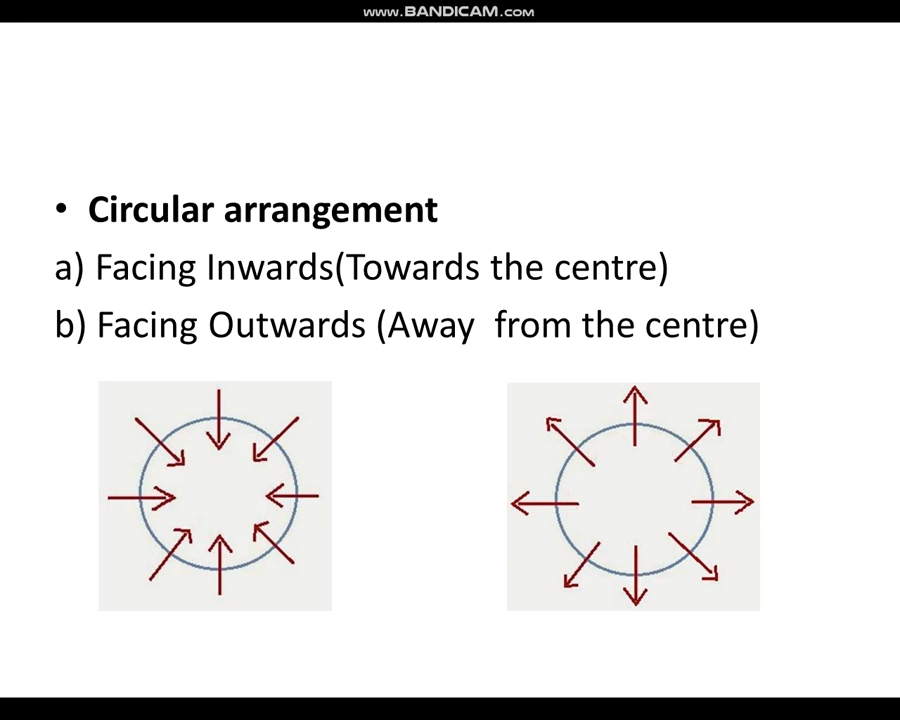 WWW.BANDICAM.COM
• Circular arrangement
a) Facing Inwards(Towards the centre)
b) Facing Outwards (Away  from the centre)